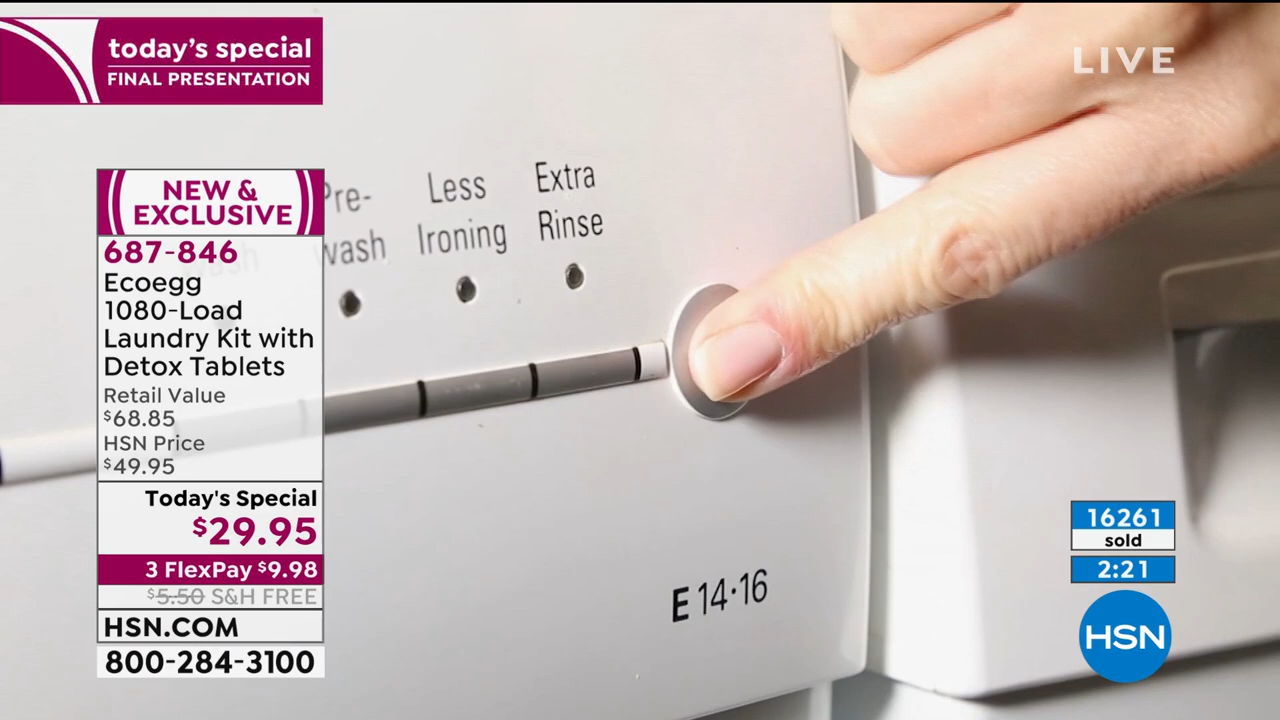 today's special
FINAL PRESENTATION
LIVE
NEW &
EXCLUSIVE
687-846
Ecoegg
1080-Load
Laundry Kit with
Detox Tablets
Retail Value
$68.85
HSN Price
$49.95
Today's Special
$29.95
3 FlexPay $9.98
$5.50 S&H FREE
HSN.COM
800-284-3100
Wash
Pre-
wash
Less
Ironing
Extra
Rinse
E 14·16
16261
sold
2:21
HSN